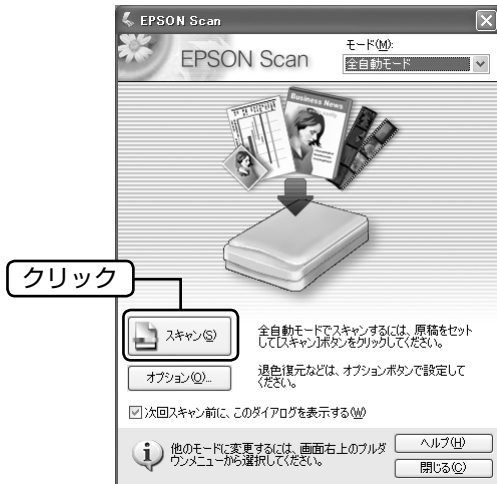 EPSON Scan
EPSON Scan
モード(M):
全自動モード
Business News
クリック
スキャン(S)
全自動モードでスキャンするには、原稿をセット
して[スキャン]ボタンをクリックしてください。
オプション(O)...
退色復元などは、オプションボタンで設定して
ください。
次回スキャン前に、このダイアログを表示する(W)
他のモードに変更するには、画面右上のプルダ
ウンメニューから選択してください。
ヘルプ(H)
閉じる(C)